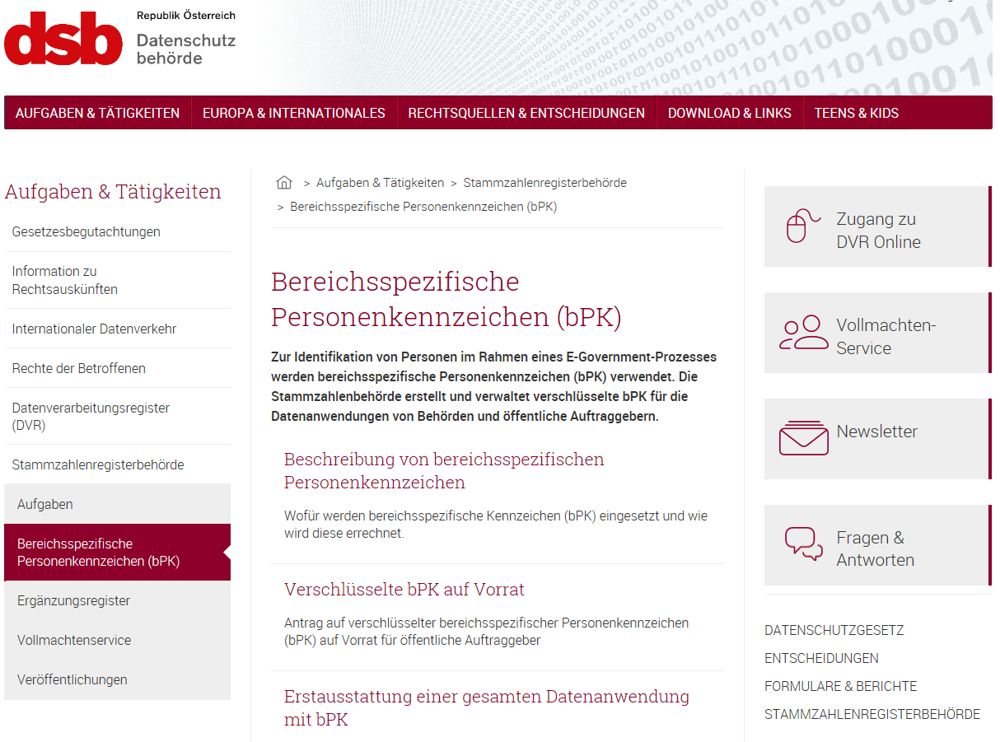 dsb
Republik Österreich
Datenschutz
behörde
AUFGABEN & TÄTIGKEITEN
EUROPA & INTERNATIONALES
RECHTSQUELLEN & ENTSCHEIDUNGEN
DOWNLOAD & LINKS
TEENS & KIDS
Aufgaben & Tätigkeiten
Gesetzesbegutachtungen
Information zu
Rechtsauskünften
Internationaler Datenverkehr
Rechte der Betroffenen
Datenverarbeitungsregister
(DVR)
Stammzahlenregisterbehörde
Aufgaben
Bereichsspezifische
Personenkennzeichen (bPK)
Ergänzungsregister
Vollmachtenservice
Veröffentlichungen
> Aufgaben & Tätigkeiten > Stammzahlenregisterbehörde
> Bereichsspezifische Personenkennzeichen (bPK)
Bereichsspezifische
Personenkennzeichen (bPK)
Zur Identifikation von Personen im Rahmen eines E-Government-Prozesses
werden bereichsspezifische Personenkennzeichen (bPK) verwendet. Die
Stammzahlenbehörde erstellt und verwaltet verschlüsselte bPK für die
Datenanwendungen von Behörden und öffentliche Auftraggebern.
Beschreibung von bereichsspezifischen
Personenkennzeichen
Wofür werden bereichsspezifische Kennzeichen (bPK) eingesetzt und wie
wird diese errechnet.
Verschlüsselte bPK auf Vorrat
Antrag auf verschlüsselter bereichsspezifischer Personenkennzeichen
(bPK) auf Vorrat für öffentliche Auftraggeber
Erstausstattung einer gesamten Datenanwendung
mit bPK
Zugang zu
DVR Online
Vollmachten-
Service
Newsletter
Fragen &
Antworten
DATENSCHUTZGESETZ
ENTSCHEIDUNGEN
FORMULARE & BERICHTE
STAMMZAHLENREGISTERBEHÖRDE